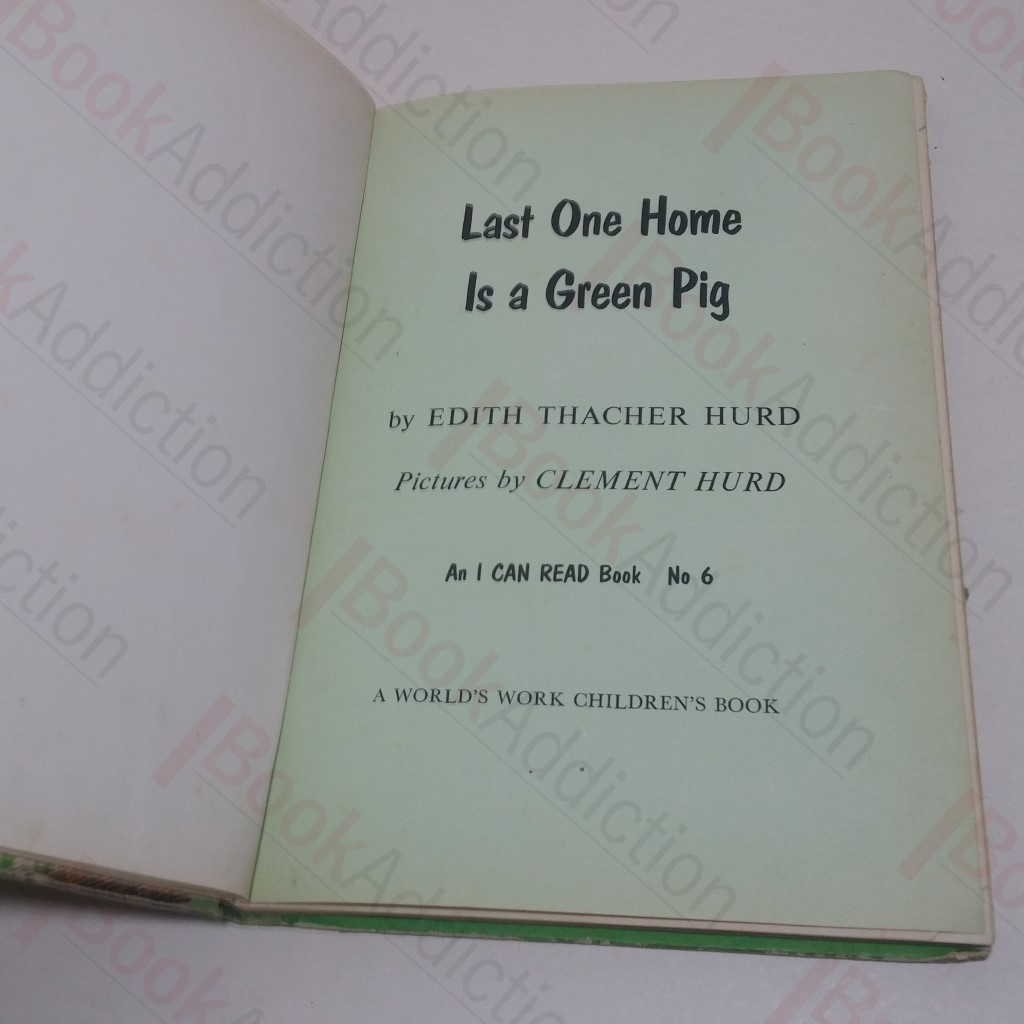 Last One Home
Is a Green Pig
by EDITH THACHER HURD
Pictures by CLEMENT HURD
An I CAN READ Book No 6
A WORLD'S WORK CHILDREN'S BOOK
BookAddiction